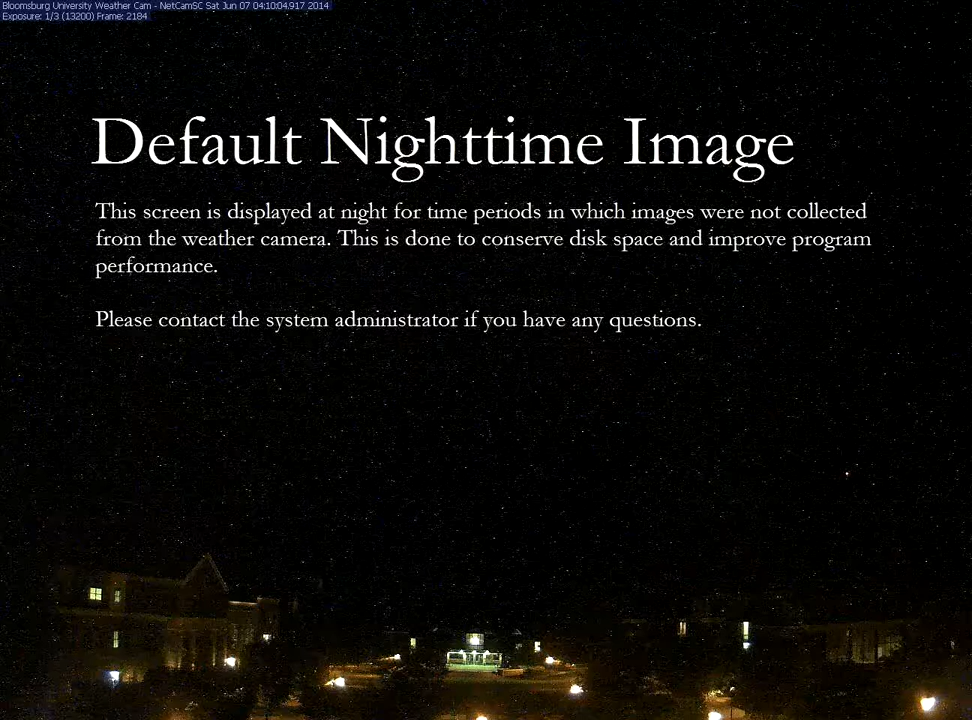 Bloomsburg University Weather Cam - NetCamSC Sat Jun 07 04:10:04.917 2014
Exposure: 1/3 (13200) Frame: 2184
Default Nighttime Image
This screen is displayed at night for time periods in which images were not collected
from the weather camera. This is done to conserve disk space and improve program
performance.
Please contact the system administrator if you have any questions.